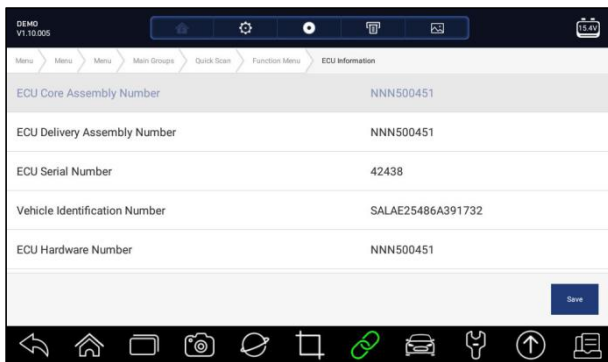 DEMO
V1.10.005
15.4V
Menu Menu Menu Main Groups Quick Scan Function Menu ECU Information
ECU Core Assembly Number NNN500451
ECU Delivery Assembly Number NNN500451
ECU Serial Number 42438
Vehicle Identification Number SALAE25486A391732
ECU Hardware Number NNN500451
Save